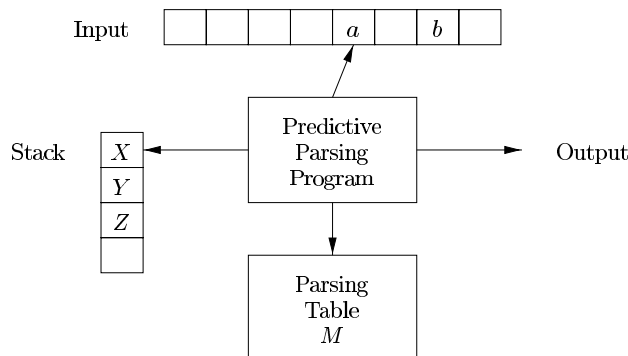 Input
a
b
Predictive
Parsing
Program
Stack
X
Y
Z
Output
Parsing
Table
M